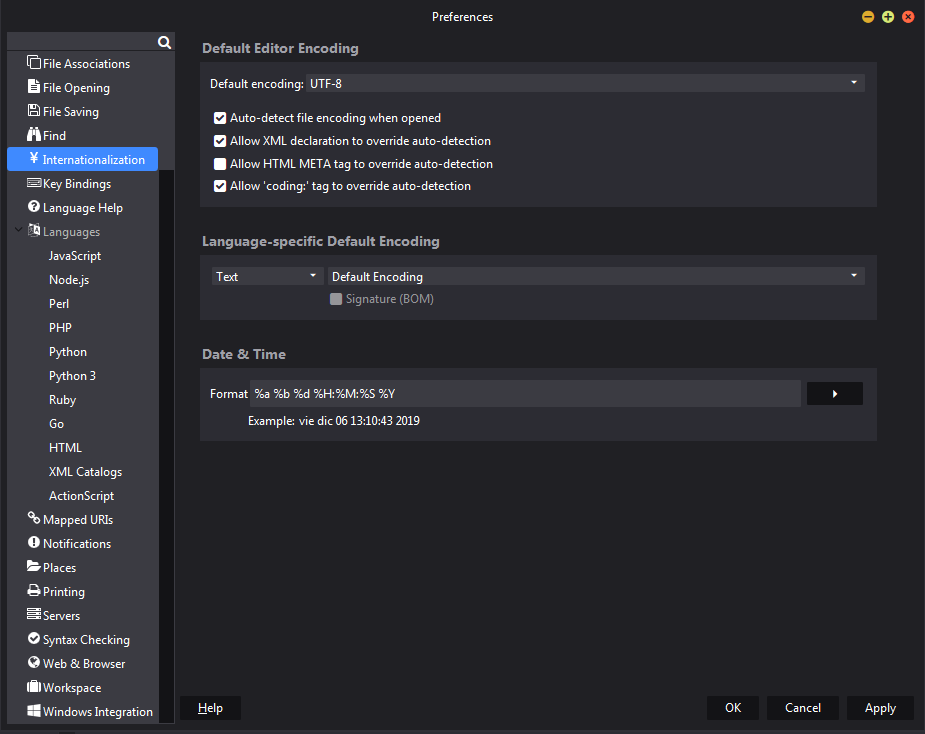 Preferences
File Associations
File Opening
File Saving
Find
Internationalization
Key Bindings
Language Help
Languages
JavaScript
Node.js
Perl
PHP
Python
Python 3
Ruby
Go
HTML
XML Catalogs
ActionScript
Mapped URIs
Notifications
Places
Printing
Servers
Syntax Checking
Web & Browser
Workspace
Windows Integration
Default Editor Encoding
Default encoding: UTF-8
Auto-detect file encoding when opened
Allow XML declaration to override auto-detection
Allow HTML META tag to override auto-detection
Allow 'coding:' tag to override auto-detection
Language-specific Default Encoding
Text Default Encoding
Signature (BOM)
Date & Time
Format %a %b %d %H:%M:%S %Y
Example: vie dic 06 13:10:43 2019
Help OK Cancel Apply